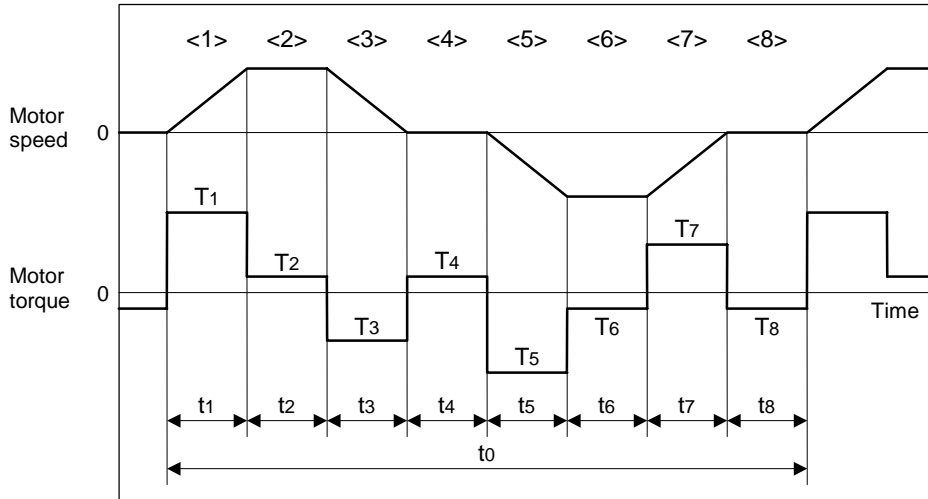 <1> <2> <3> <4> <5> <6> <7> <8>
Motor
speed
0
T1
T2
T3
T4
T5
T6
T7
T8
Motor
torque
0
Time
t1 t2 t3 t4 t5 t6 t7 t8
t0